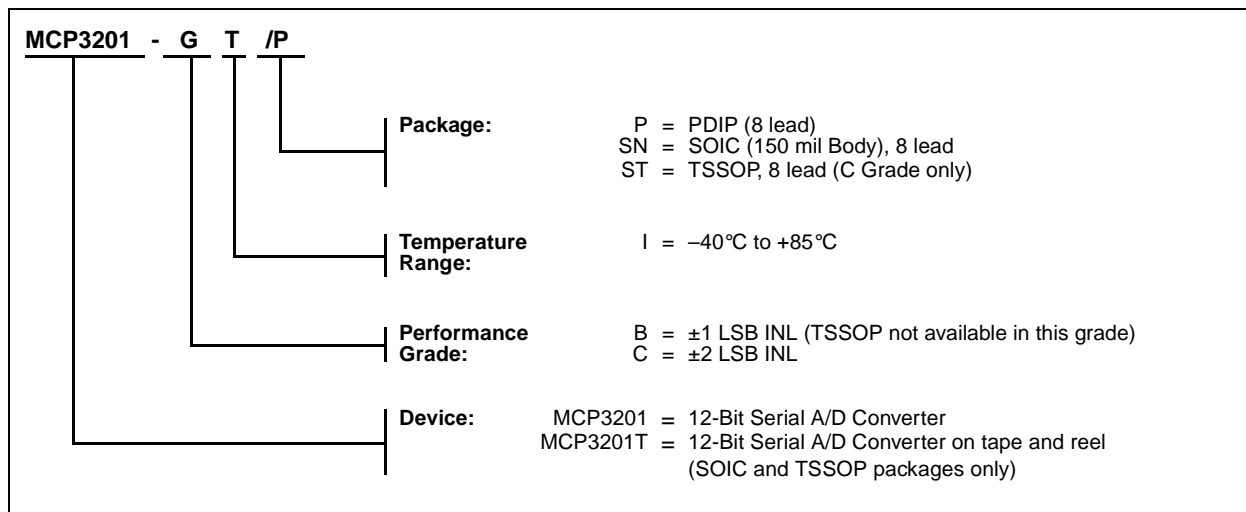 MCP3201 - G T /P
Package: P = PDIP (8 lead)
SN = SOIC (150 mil Body), 8 lead
ST = TSSOP, 8 lead (C Grade only)
Temperature I = –40°C to +85°C
Range:
Performance B = ±1 LSB INL (TSSOP not available in this grade)
Grade: C = ±2 LSB INL
Device: MCP3201 = 12-Bit Serial A/D Converter
MCP3201T = 12-Bit Serial A/D Converter on tape and reel
(SOIC and TSSOP packages only)